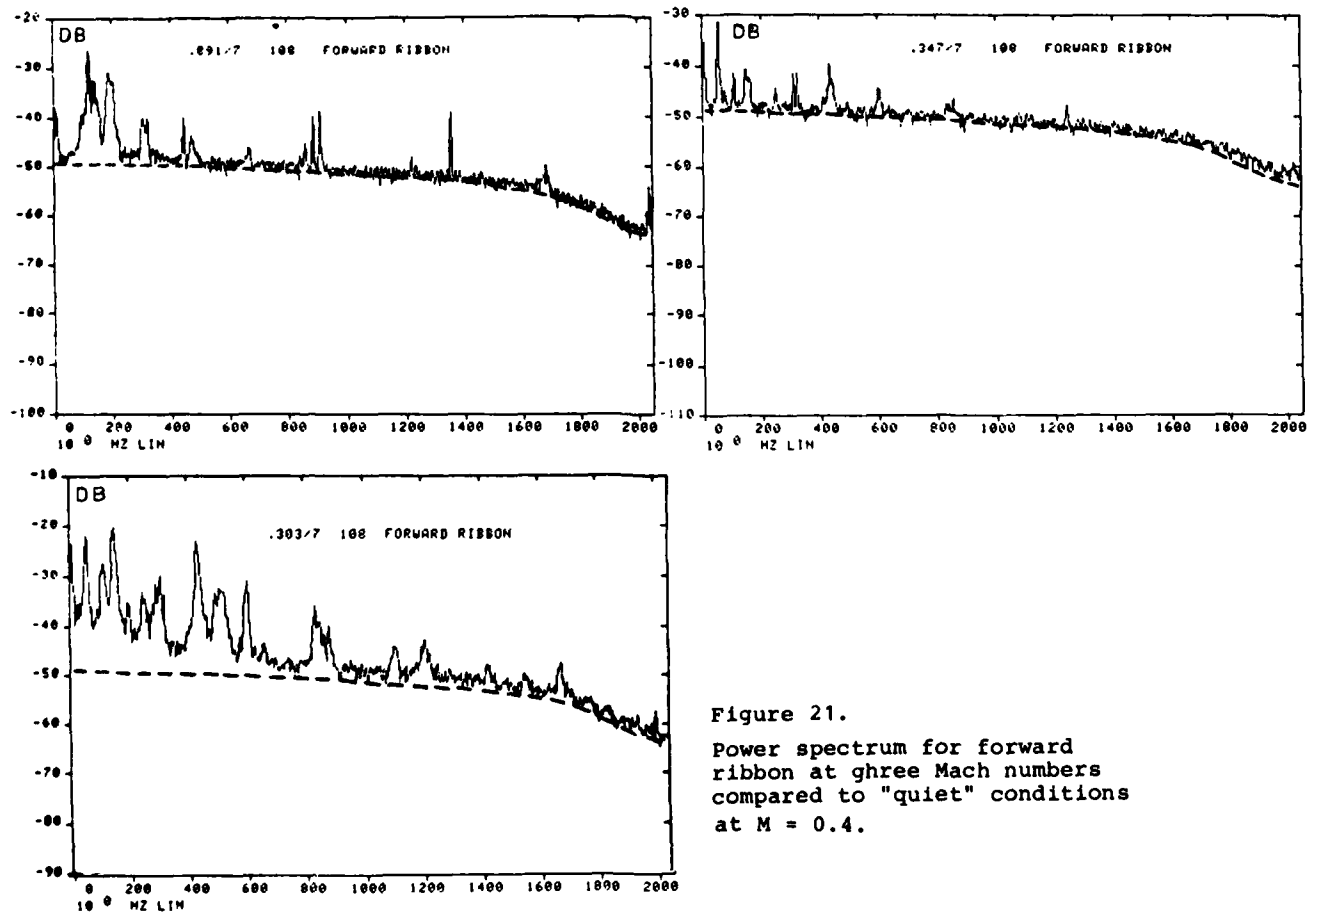 -20
DB
.091/7 108 FORWARD RIBBON
-30
-40
-50
-60
-70
-80
-90
-100
0 200 400 600 800 1000 1200 1400 1600 1800 2000
10 0 HZ LIN
-30
DB
.347/7 108 FORWARD RIBBON
-40
-50
-60
-70
-80
-90
-100
-110
0 200 400 600 800 1000 1200 1400 1600 1800 2000
10 0 HZ LIN
-10
DB
-20
.303/7 108 FORWARD RIBBON
-30
-40
-50
-60
-70
-80
-90
0 200 400 600 800 1000 1200 1400 1600 1800 2000
10 0 HZ LIN
Figure 21.
Power spectrum for forward
ribbon at ghree Mach numbers
compared to "quiet" conditions
at M = 0.4.